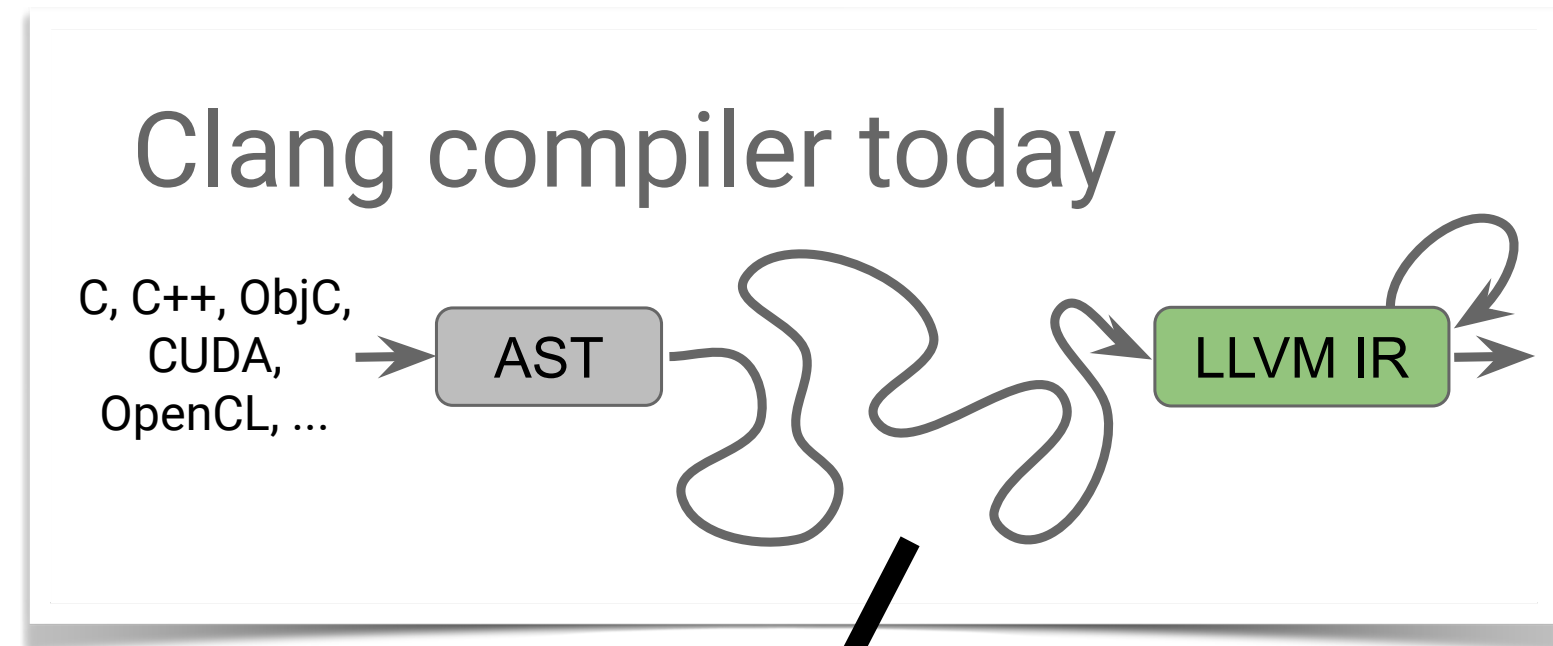 Clang compiler today
C, C++, ObjC,
CUDA,
OpenCL, ...
AST
LLVM IR